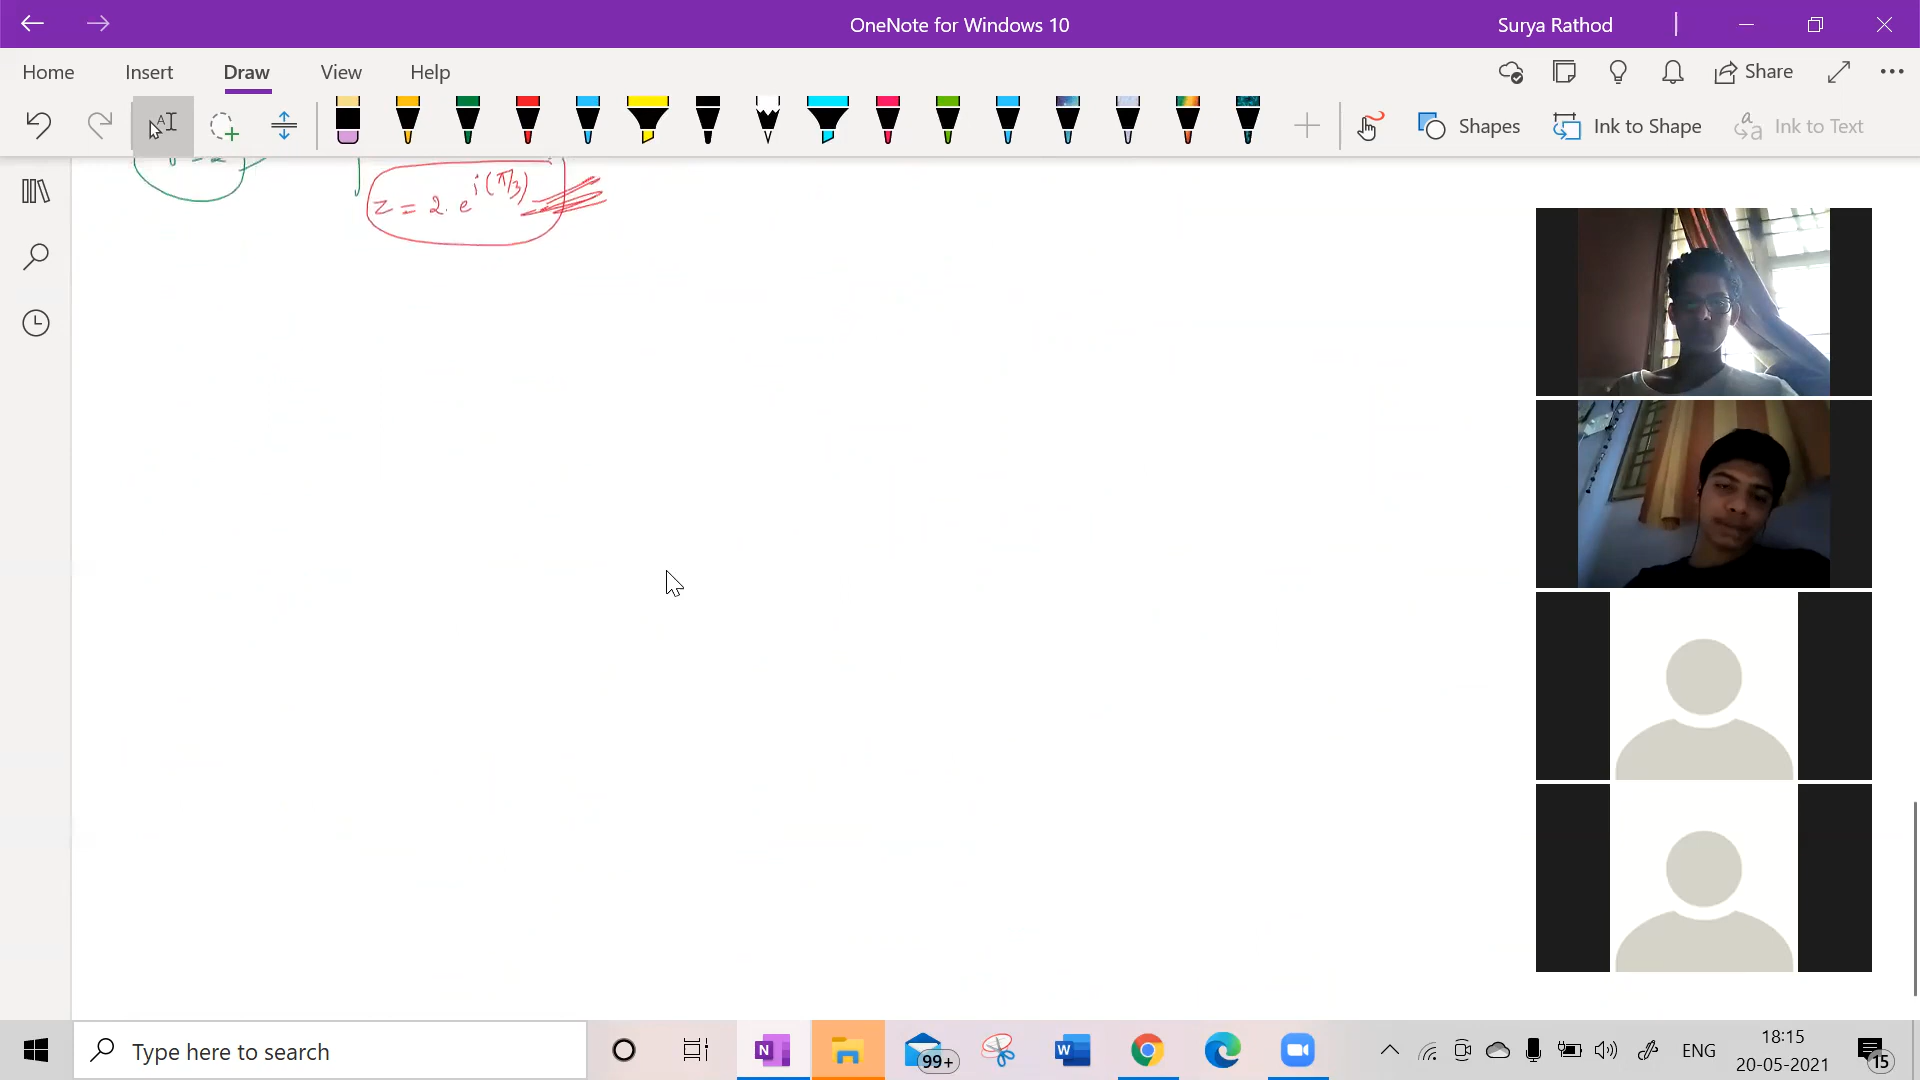 OneNote for Windows 10
Surya Rathod
Home
Insert
Draw
View
Help
Share
Shapes
Ink to Shape
Ink to Text
z = 2. e^i(π/3)
Type here to search
99+
ENG
18:15
20-05-2021
15